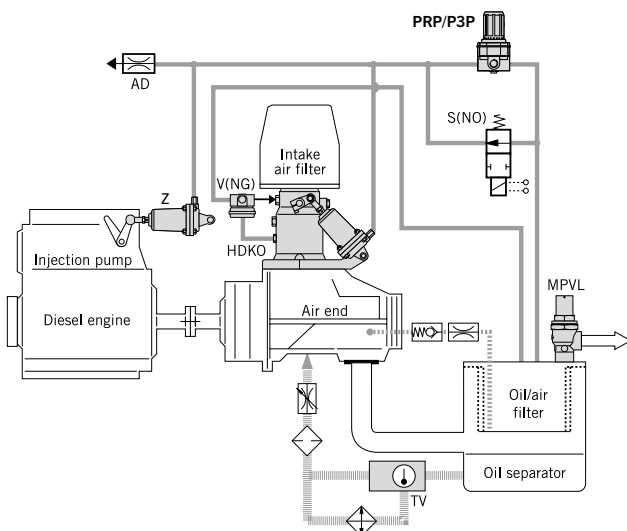 PRP/P3P
AD
S(NO)
Intake
air filter
V(NG)
Z
HDKO
Injection pump
MPVL
Diesel engine
Air end
Oil/air
filter
Oil separator
TV